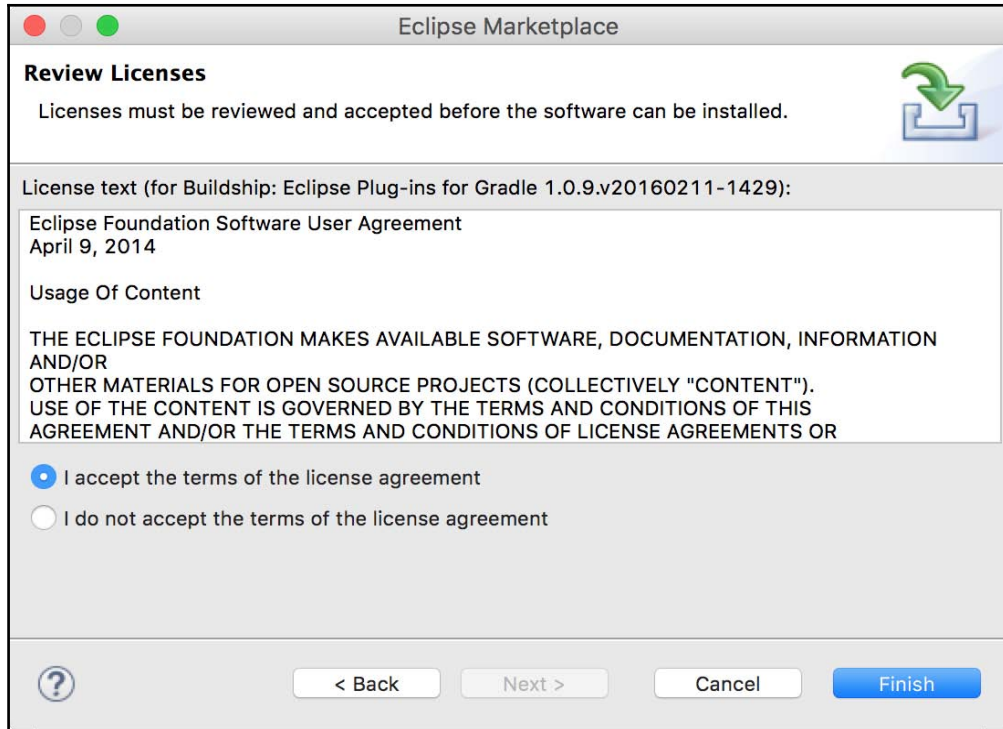 Eclipse Marketplace
Review Licenses
Licenses must be reviewed and accepted before the software can be installed.
License text (for Buildship: Eclipse Plug-ins for Gradle 1.0.9.v20160211-1429):
Eclipse Foundation Software User Agreement
April 9, 2014
Usage Of Content
THE ECLIPSE FOUNDATION MAKES AVAILABLE SOFTWARE, DOCUMENTATION, INFORMATION
AND/OR
OTHER MATERIALS FOR OPEN SOURCE PROJECTS (COLLECTIVELY "CONTENT").
USE OF THE CONTENT IS GOVERNED BY THE TERMS AND CONDITIONS OF THIS
AGREEMENT AND/OR THE TERMS AND CONDITIONS OF LICENSE AGREEMENTS OR
I accept the terms of the license agreement
I do not accept the terms of the license agreement
? < Back Next > Cancel Finish